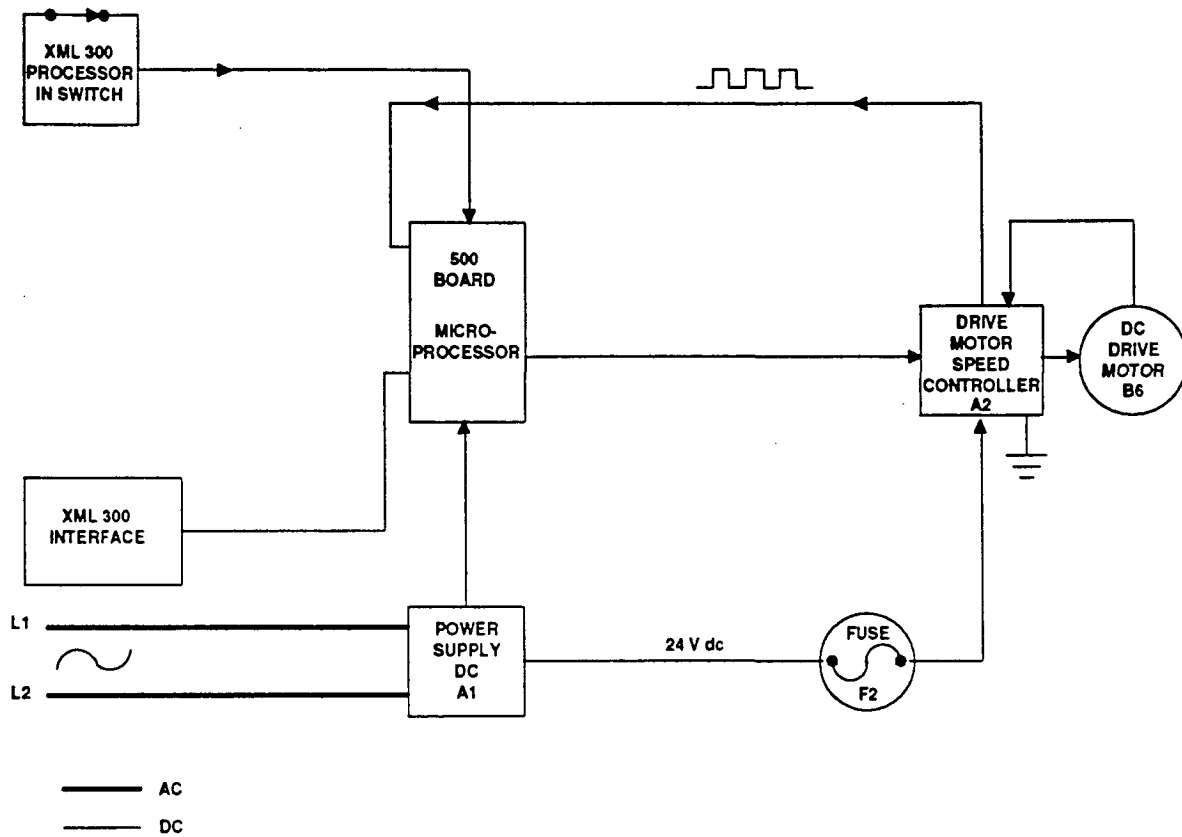 XML 300
PROCESSOR
IN SWITCH
500
BOARD
MICRO-
PROCESSOR
DRIVE
MOTOR
SPEED
CONTROLLER
A2
DC
DRIVE
MOTOR
B6
XML 300
INTERFACE
L1
L2
POWER
SUPPLY
DC
A1
24 V dc
FUSE
F2
AC
DC